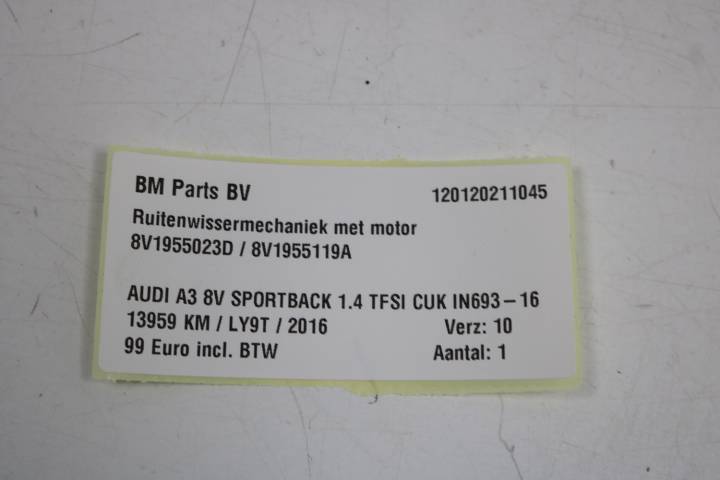 BM Parts BV 120120211045
Ruitenwissermechaniek met motor
8V1955023D / 8V1955119A
AUDI A3 8V SPORTBACK 1.4 TFSI CUK IN693-16
13959 KM / LY9T / 2016 Verz: 10
99 Euro incl. BTW Aantal: 1